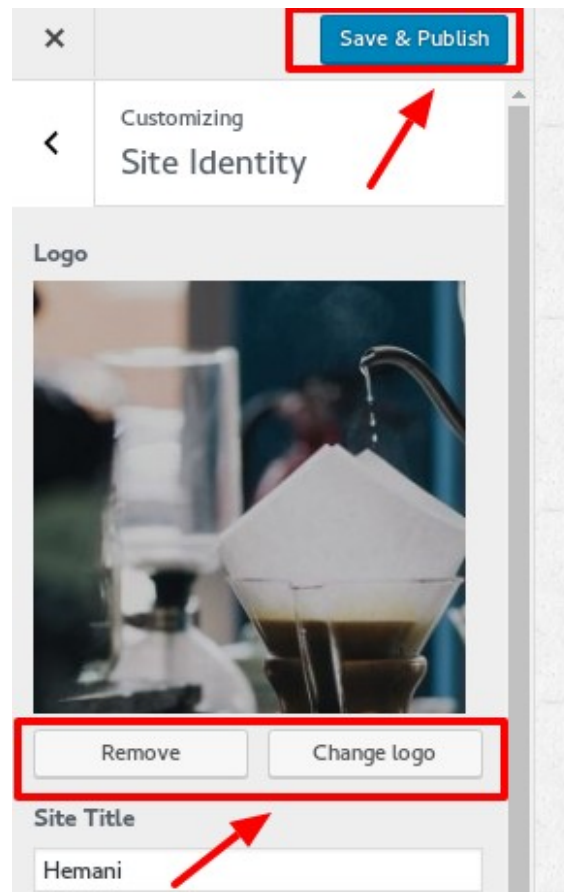 Save & Publish
Customizing
Site Identity
Logo
Remove
Change logo
Site Title
Hemani